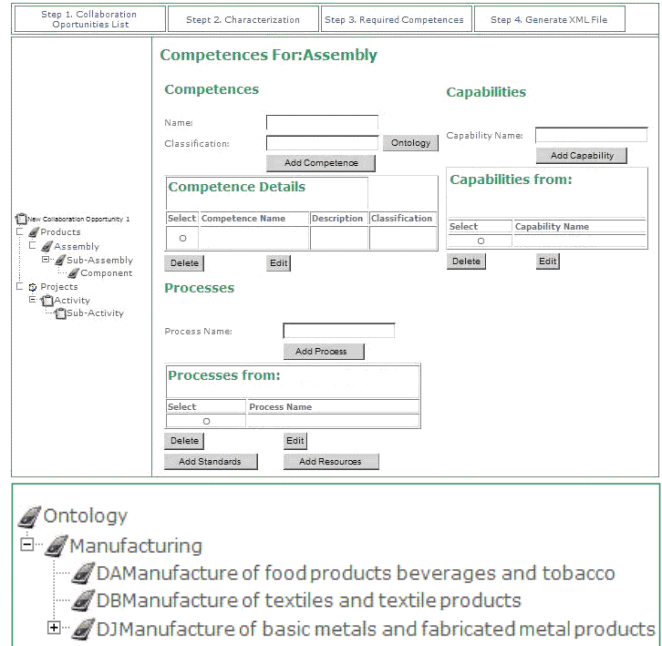 Step 1. Collaboration
Oportunities List
Stept 2. Characterization
Step 3. Required Competences
Step 4. Generate XML File
New Collaboration Opportunity 1
Products
Assembly
Sub-Assembly
Component
Projects
Activity
Sub-Activity
Competences For:Assembly
Competences
Name:
Classification:
Ontology
Add Competence
Competence Details
Select Competence Name Description Classification
Delete Edit
Capabilities
Capability Name:
Add Capability
Capabilities from:
Select Capability Name
Delete Edit
Processes
Process Name:
Add Process
Processes from:
Select Process Name
Delete Edit
Add Standards Add Resources
Ontology
Manufacturing
DAManufacture of food products beverages and tobacco
DBManufacture of textiles and textile products
DJManufacture of basic metals and fabricated metal products